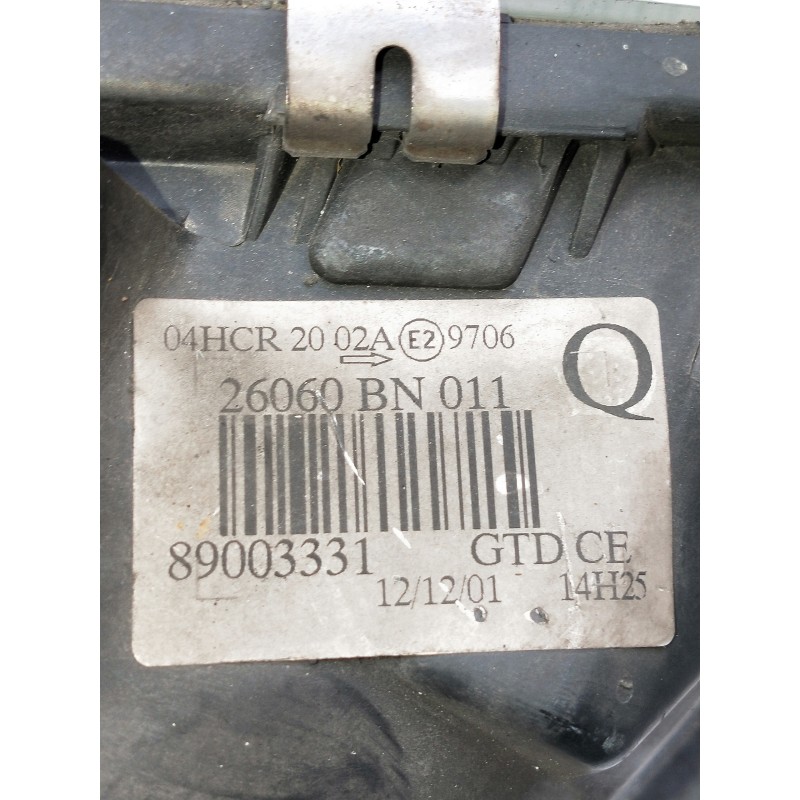 04HCR 20 02A E2 9706
Q
26060 BN 011
89003331 GTD CE
12/12/01 14H25